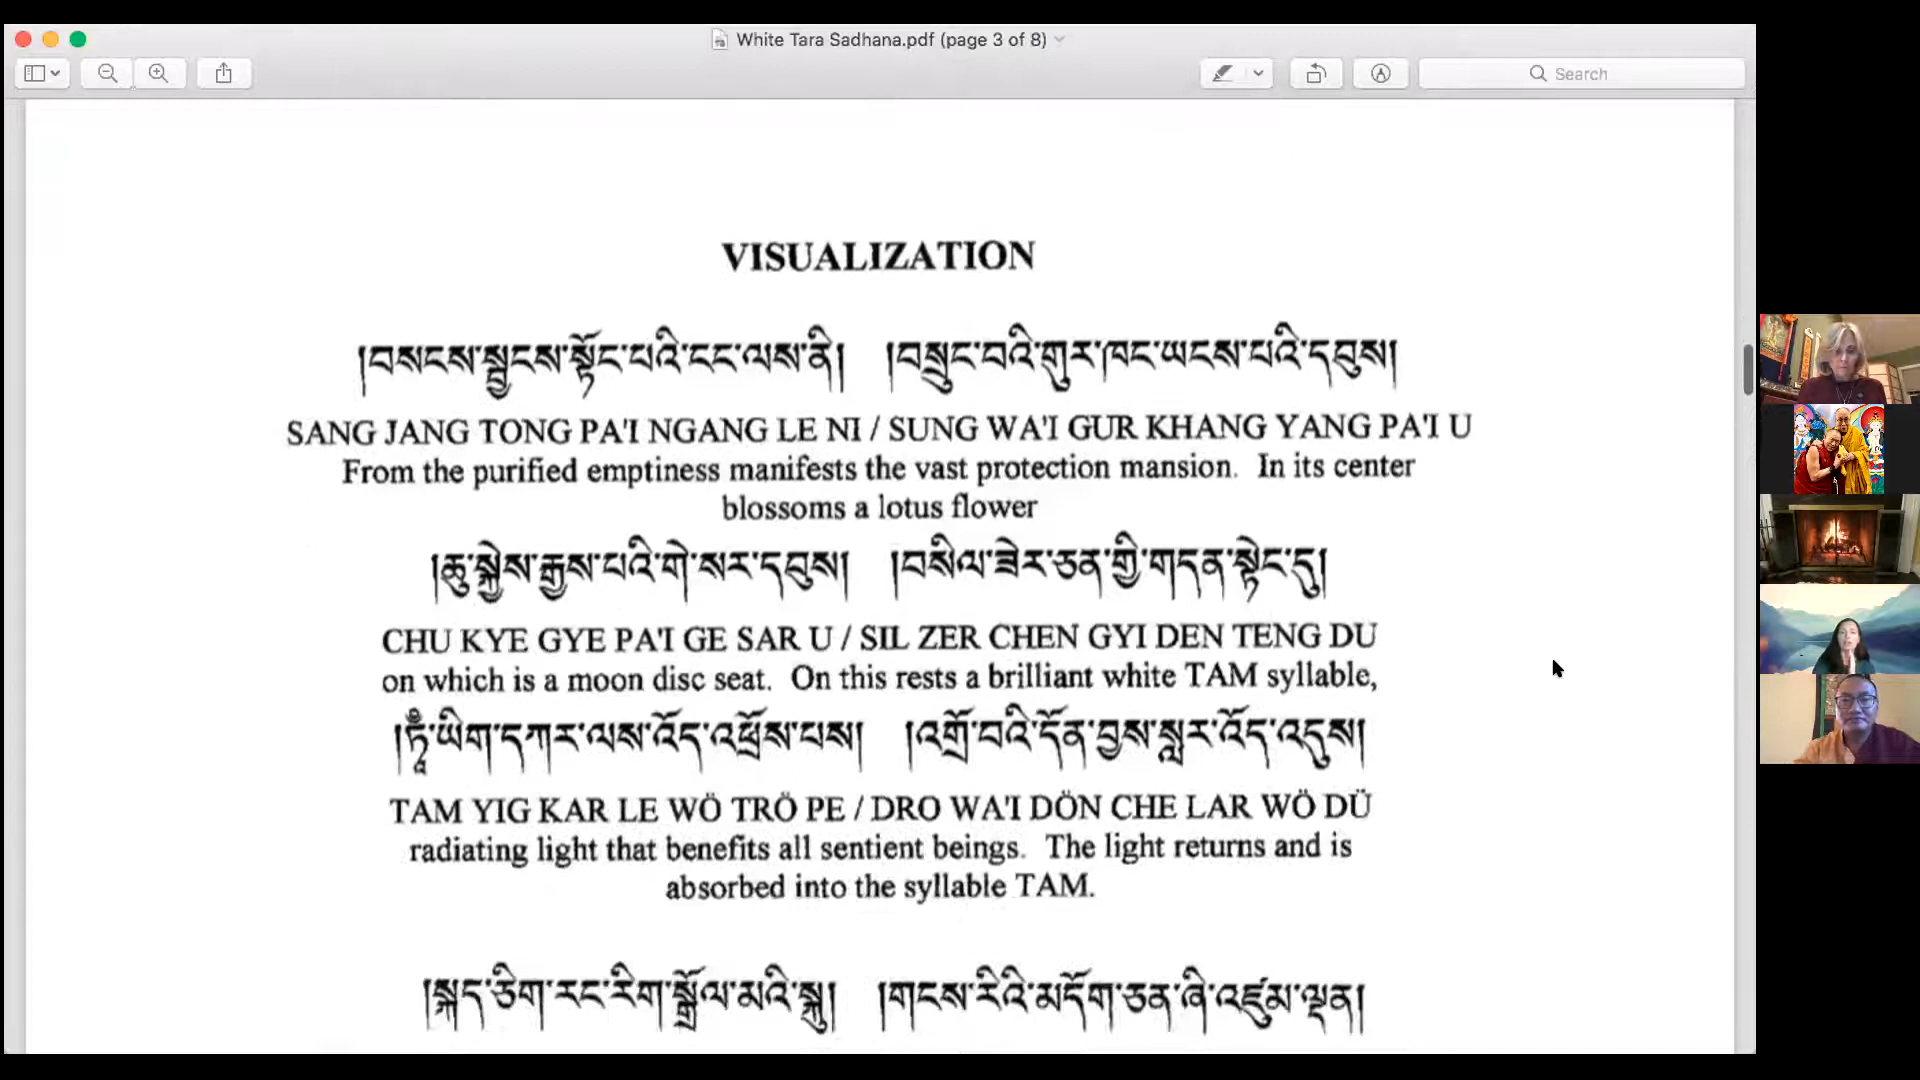 White Tara Sadhana.pdf (page 3 of 8)
Search
VISUALIZATION
།བསངས་སྦྱངས་སྟོང་པའི་ངང་ལས་ནི། །བསྲུང་བའི་གུར་ཁང་ཡངས་པའི་དབུས།
SANG JANG TONG PA'I NGANG LE NI / SUNG WA'I GUR KHANG YANG PA'I U
From the purified emptiness manifests the vast protection mansion. In its center
blossoms a lotus flower
།ཆུ་སྐྱེས་རྒྱས་པའི་གེ་སར་དབུས། །བསིལ་ཟེར་ཅན་གྱི་གདན་སྟེང་དུ།
CHU KYE GYE PA'I GE SAR U / SIL ZER CHEN GYI DEN TENG DU
on which is a moon disc seat. On this rests a brilliant white TAM syllable,
།ཏཱྃ་ཡིག་དཀར་ལས་འོད་འཕྲོས་པས། །འགྲོ་བའི་དོན་བྱས་སླར་འོད་འདུས།
TAM YIG KAR LE WÖ TRÖ PE / DRO WA'I DÖN CHE LAR WÖ DÜ
radiating light that benefits all sentient beings. The light returns and is
absorbed into the syllable TAM.
།སྐད་ཅིག་རང་རིག་སྒྲོལ་མའི་སྐུ། །གངས་རིའི་མདོག་ཅན་ཞི་འཛུམ་ལྡན།